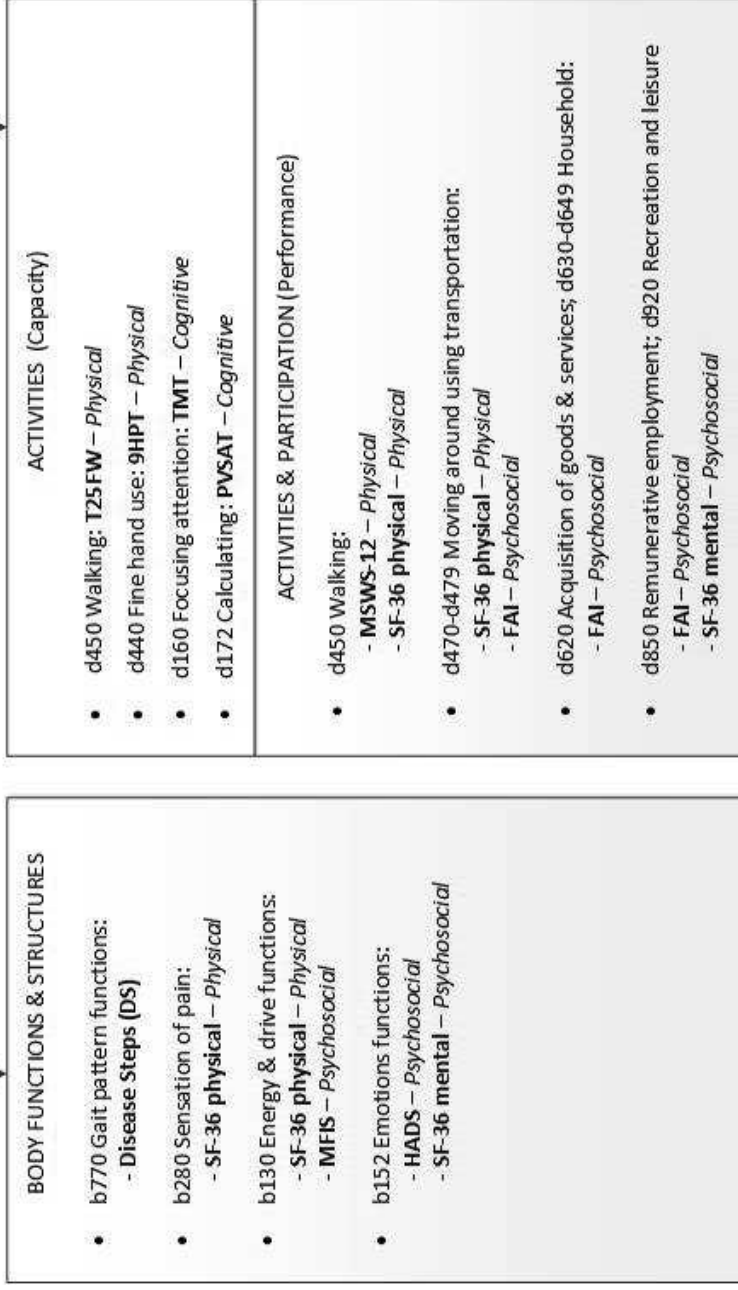 BODY FUNCTIONS & STRUCTURES
• b770 Gait pattern functions:
- Disease Steps (DS)
• b280 Sensation of pain:
- SF-36 physical – Physical
• b130 Energy & drive functions:
- SF-36 physical – Physical
- MFIS – Psychosocial
• b152 Emotions functions:
- HADS – Psychosocial
- SF-36 mental – Psychosocial
ACTIVITIES (Capacity)
• d450 Walking: T25FW – Physical
• d440 Fine hand use: 9HPT – Physical
• d160 Focusing attention: TMT – Cognitive
• d172 Calculating: PVSAT – Cognitive
ACTIVITIES & PARTICIPATION (Performance)
• d450 Walking:
- MSWS-12 – Physical
- SF-36 physical – Physical
• d470-d479 Moving around using transportation:
- SF-36 physical – Physical
- FAI – Psychosocial
• d620 Acquisition of goods & services; d630-d649 Household:
- FAI – Psychosocial
• d850 Remunerative employment; d920 Recreation and leisure
- FAI – Psychosocial
- SF-36 mental – Psychosocial